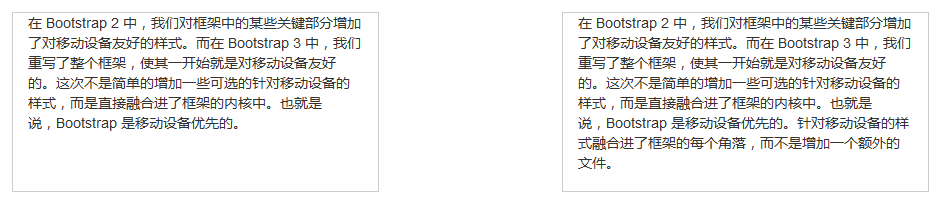 在 Bootstrap 2 中，我们对框架中的某些关键部分增加
了对移动设备友好的样式。而在 Bootstrap 3 中，我们
重写了整个框架，使其一开始就是对移动设备友好
的。这次不是简单的增加一些可选的针对移动设备的
样式，而是直接融合进了框架的内核中。也就是
说，Bootstrap 是移动设备优先的。
在 Bootstrap 2 中，我们对框架中的某些关键部分增加
了对移动设备友好的样式。而在 Bootstrap 3 中，我们
重写了整个框架，使其一开始就是对移动设备友好
的。这次不是简单的增加一些可选的针对移动设备的
样式，而是直接融合进了框架的内核中。也就是
说，Bootstrap 是移动设备优先的。针对移动设备的样
式融合进了框架的每个角落，而不是增加一个额外的
文件。